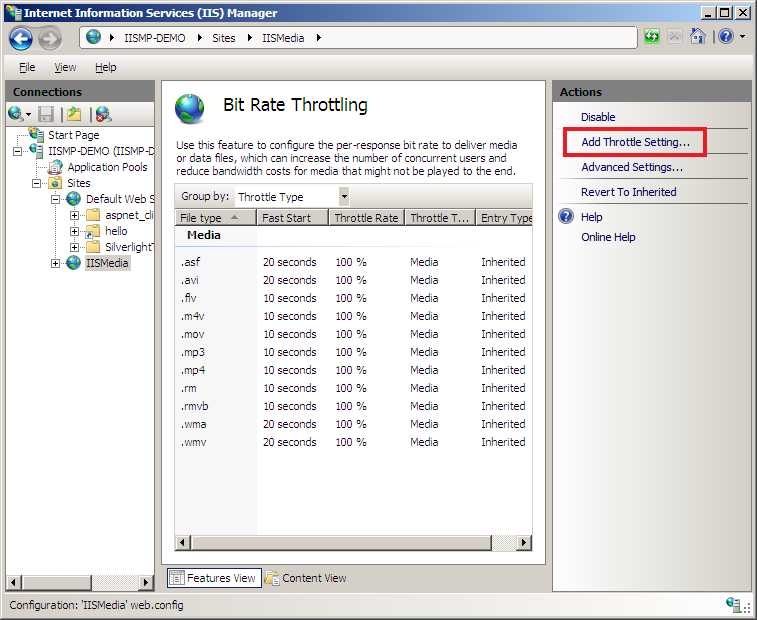 Internet Information Services (IIS) Manager
IISMP-DEMO Sites IISMedia
File View Help
Connections
Start Page
IISMP-DEMO (IISMP-D
Application Pools
Sites
Default Web S
aspnet_cli
hello
SilverlightT
IISMedia
Bit Rate Throttling
Use this feature to configure the per-response bit rate to deliver media
or data files, which can increase the number of concurrent users and
reduce bandwidth costs for media that might not be played to the end.
Group by: Throttle Type
File type Fast Start Throttle Rate Throttle T... Entry Type
Media
.asf 20 seconds 100 % Media Inherited
.avi 20 seconds 100 % Media Inherited
.flv 10 seconds 100 % Media Inherited
.m4v 10 seconds 100 % Media Inherited
.mov 10 seconds 100 % Media Inherited
.mp3 10 seconds 100 % Media Inherited
.mp4 10 seconds 100 % Media Inherited
.rm 10 seconds 100 % Media Inherited
.rmvb 10 seconds 100 % Media Inherited
.wma 20 seconds 100 % Media Inherited
.wmv 20 seconds 100 % Media Inherited
Features View Content View
Actions
Disable
Add Throttle Setting...
Advanced Settings...
Revert To Inherited
Help
Online Help
Configuration: 'IISMedia' web.config